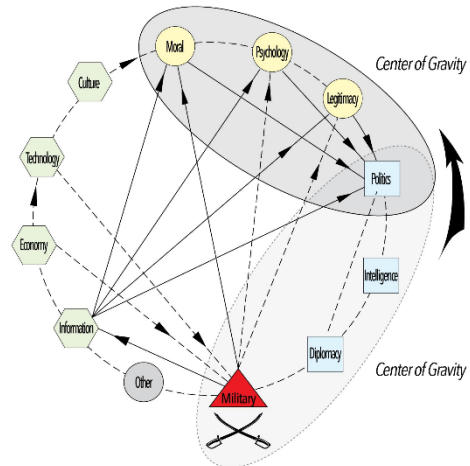 Moral
Psychology
Center of Gravity
Culture
Legitimacy
Technology
Politics
Economy
Intelligence
Information
Diplomacy
Other
Military
Center of Gravity